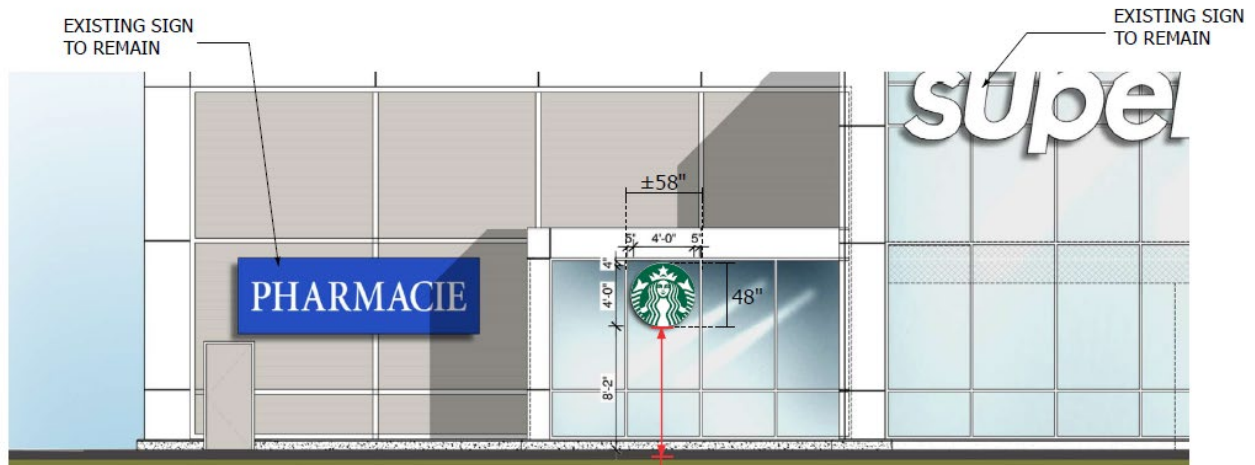 EXISTING SIGN
TO REMAIN
EXISTING SIGN
TO REMAIN
super
±58"
5" 4'-0" 5"
4"
4'-0"
48"
PHARMACIE
8'-2"